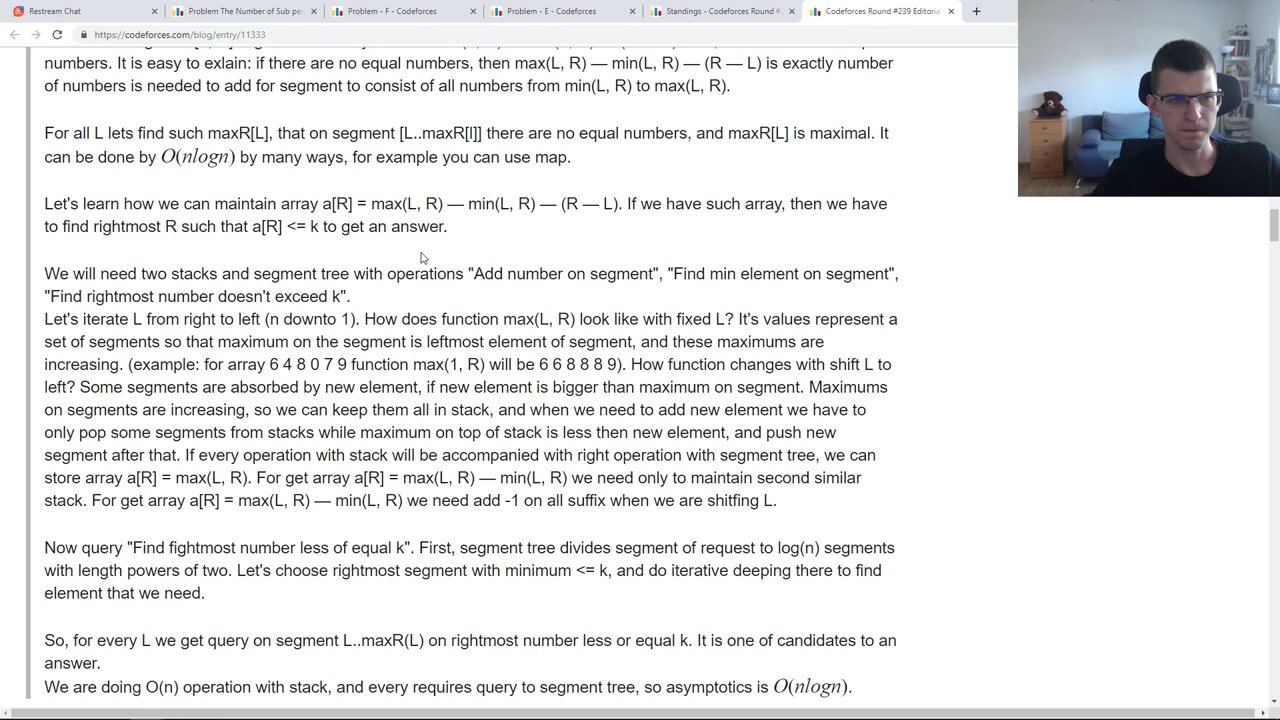 Restream Chat
Problem The Number of Sub pe
Problem - F - Codeforces
Problem - E - Codeforces
Standings - Codeforces Round #
Codeforces Round #239 Editoria
https://codeforces.com/blog/entry/11333
numbers. It is easy to exlain: if there are no equal numbers, then max(L, R) — min(L, R) — (R — L) is exactly number
of numbers is needed to add for segment to consist of all numbers from min(L, R) to max(L, R).
For all L lets find such maxR[L], that on segment [L..maxR[l]] there are no equal numbers, and maxR[L] is maximal. It
can be done by O(nlogn) by many ways, for example you can use map.
Let's learn how we can maintain array a[R] = max(L, R) — min(L, R) — (R — L). If we have such array, then we have
to find rightmost R such that a[R] <= k to get an answer.
We will need two stacks and segment tree with operations "Add number on segment", "Find min element on segment",
"Find rightmost number doesn't exceed k".
Let's iterate L from right to left (n downto 1). How does function max(L, R) look like with fixed L? It's values represent a
set of segments so that maximum on the segment is leftmost element of segment, and these maximums are
increasing. (example: for array 6 4 8 0 7 9 function max(1, R) will be 6 6 8 8 8 9). How function changes with shift L to
left? Some segments are absorbed by new element, if new element is bigger than maximum on segment. Maximums
on segments are increasing, so we can keep them all in stack, and when we need to add new element we have to
only pop some segments from stacks while maximum on top of stack is less then new element, and push new
segment after that. If every operation with stack will be accompanied with right operation with segment tree, we can
store array a[R] = max(L, R). For get array a[R] = max(L, R) — min(L, R) we need only to maintain second similar
stack. For get array a[R] = max(L, R) — min(L, R) we need add -1 on all suffix when we are shitfing L.
Now query "Find fightmost number less of equal k". First, segment tree divides segment of request to log(n) segments
with length powers of two. Let's choose rightmost segment with minimum <= k, and do iterative deeping there to find
element that we need.
So, for every L we get query on segment L..maxR(L) on rightmost number less or equal k. It is one of candidates to an
answer.
We are doing O(n) operation with stack, and every requires query to segment tree, so asymptotics is O(nlogn).